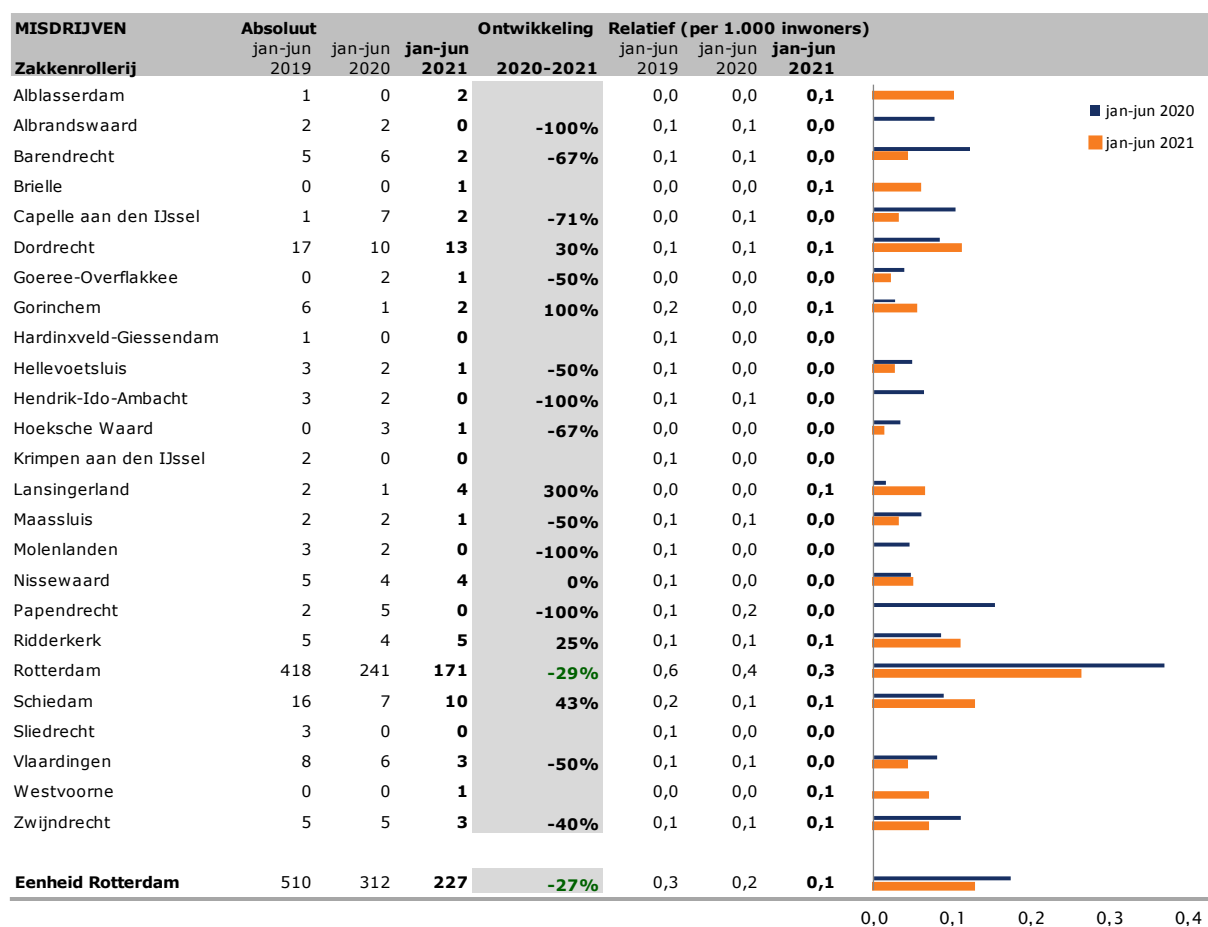 MISDRIJVEN Absoluut Ontwikkeling Relatief (per 1.000 inwoners)
jan-jun jan-jun jan-jun jan-jun jan-jun jan-jun
Zakkenrollerij 2019 2020 2021 2020-2021 2019 2020 2021
Alblasserdam 1 0 2 0,0 0,0 0,1
jan-jun 2020
Albrandswaard 2 2 0 -100% 0,1 0,1 0,0
jan-jun 2021
Barendrecht 5 6 2 -67% 0,1 0,1 0,0
Brielle 0 0 1 0,0 0,0 0,1
Capelle aan den IJssel 1 7 2 -71% 0,0 0,1 0,0
Dordrecht 17 10 13 30% 0,1 0,1 0,1
Goeree-Overflakkee 0 2 1 -50% 0,0 0,0 0,0
Gorinchem 6 1 2 100% 0,2 0,0 0,1
Hardinxveld-Giessendam 1 0 0 0,1 0,0 0,0
Hellevoetsluis 3 2 1 -50% 0,1 0,0 0,0
Hendrik-Ido-Ambacht 3 2 0 -100% 0,1 0,1 0,0
Hoeksche Waard 0 3 1 -67% 0,0 0,0 0,0
Krimpen aan den IJssel 2 0 0 0,1 0,0 0,0
Lansingerland 2 1 4 300% 0,0 0,0 0,1
Maassluis 2 2 1 -50% 0,1 0,1 0,0
Molenlanden 3 2 0 -100% 0,1 0,0 0,0
Nissewaard 5 4 4 0% 0,1 0,0 0,0
Papendrecht 2 5 0 -100% 0,1 0,2 0,0
Ridderkerk 5 4 5 25% 0,1 0,1 0,1
Rotterdam 418 241 171 -29% 0,6 0,4 0,3
Schiedam 16 7 10 43% 0,2 0,1 0,1
Sliedrecht 3 0 0 0,1 0,0 0,0
Vlaardingen 8 6 3 -50% 0,1 0,1 0,0
Westvoorne 0 0 1 0,0 0,0 0,1
Zwijndrecht 5 5 3 -40% 0,1 0,1 0,1
Eenheid Rotterdam 510 312 227 -27% 0,3 0,2 0,1
0,0 0,1 0,2 0,3 0,4